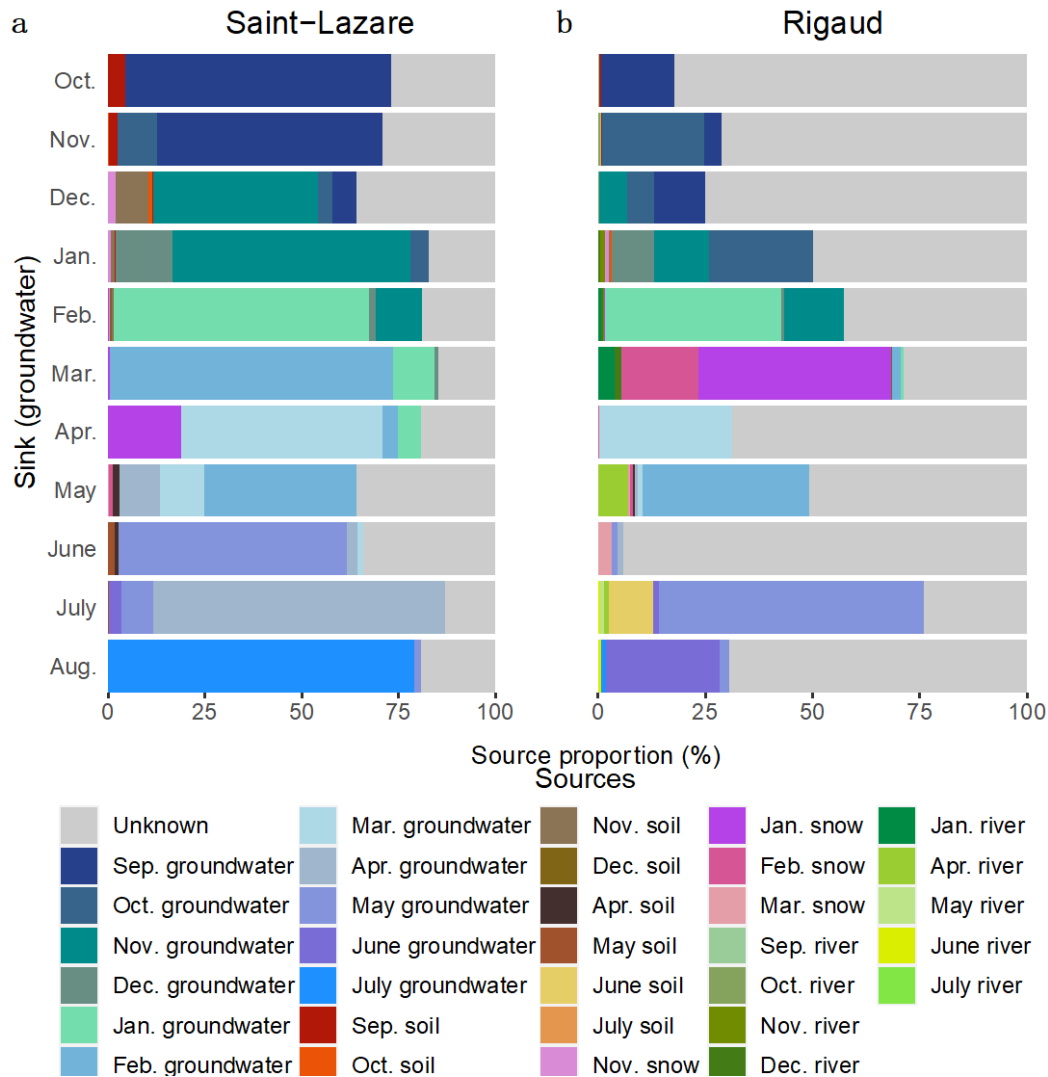 a Saint−Lazare b Rigaud
Sink (groundwater)
Oct.
Nov.
Dec.
Jan.
Feb.
Mar.
Apr.
May
June
July
Aug.
0 25 50 75 100 0 25 50 75 100
Source proportion (%)
Sources
Unknown Mar. groundwater Nov. soil Jan. snow Jan. river
Sep. groundwater Apr. groundwater Dec. soil Feb. snow Apr. river
Oct. groundwater May groundwater Apr. soil Mar. snow May river
Nov. groundwater June groundwater May soil Sep. river June river
Dec. groundwater July groundwater June soil Oct. river July river
Jan. groundwater Sep. soil July soil Nov. river
Feb. groundwater Oct. soil Nov. snow Dec. river